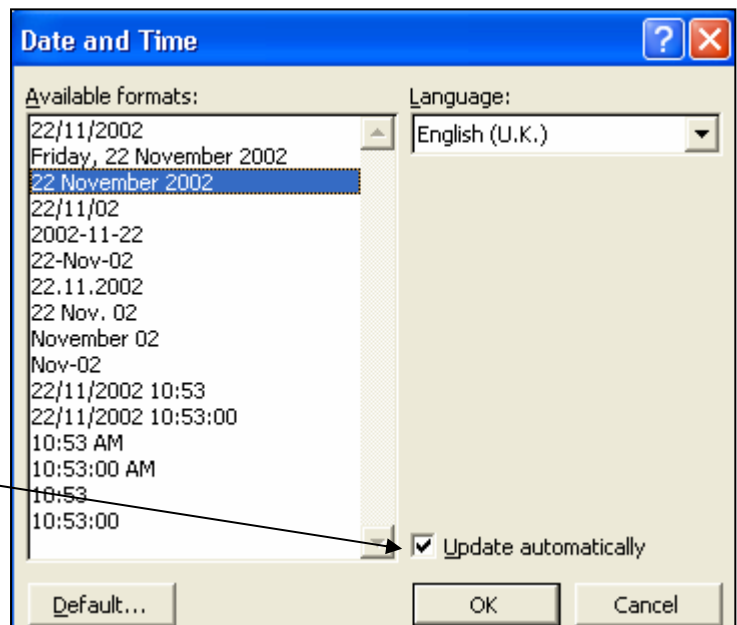 Date and Time
Available formats:
Language:
22/11/2002
Friday, 22 November 2002
22 November 2002
22/11/02
2002-11-22
22-Nov-02
22.11.2002
22 Nov. 02
November 02
Nov-02
22/11/2002 10:53
22/11/2002 10:53:00
10:53 AM
10:53:00 AM
10:53
10:53:00
English (U.K.)
Update automatically
Default...
OK
Cancel